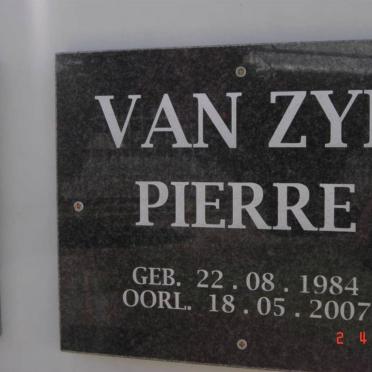 VAN ZY
PIERRE
GEB. 22.08.1984
OORL. 18.05.2007
2 4